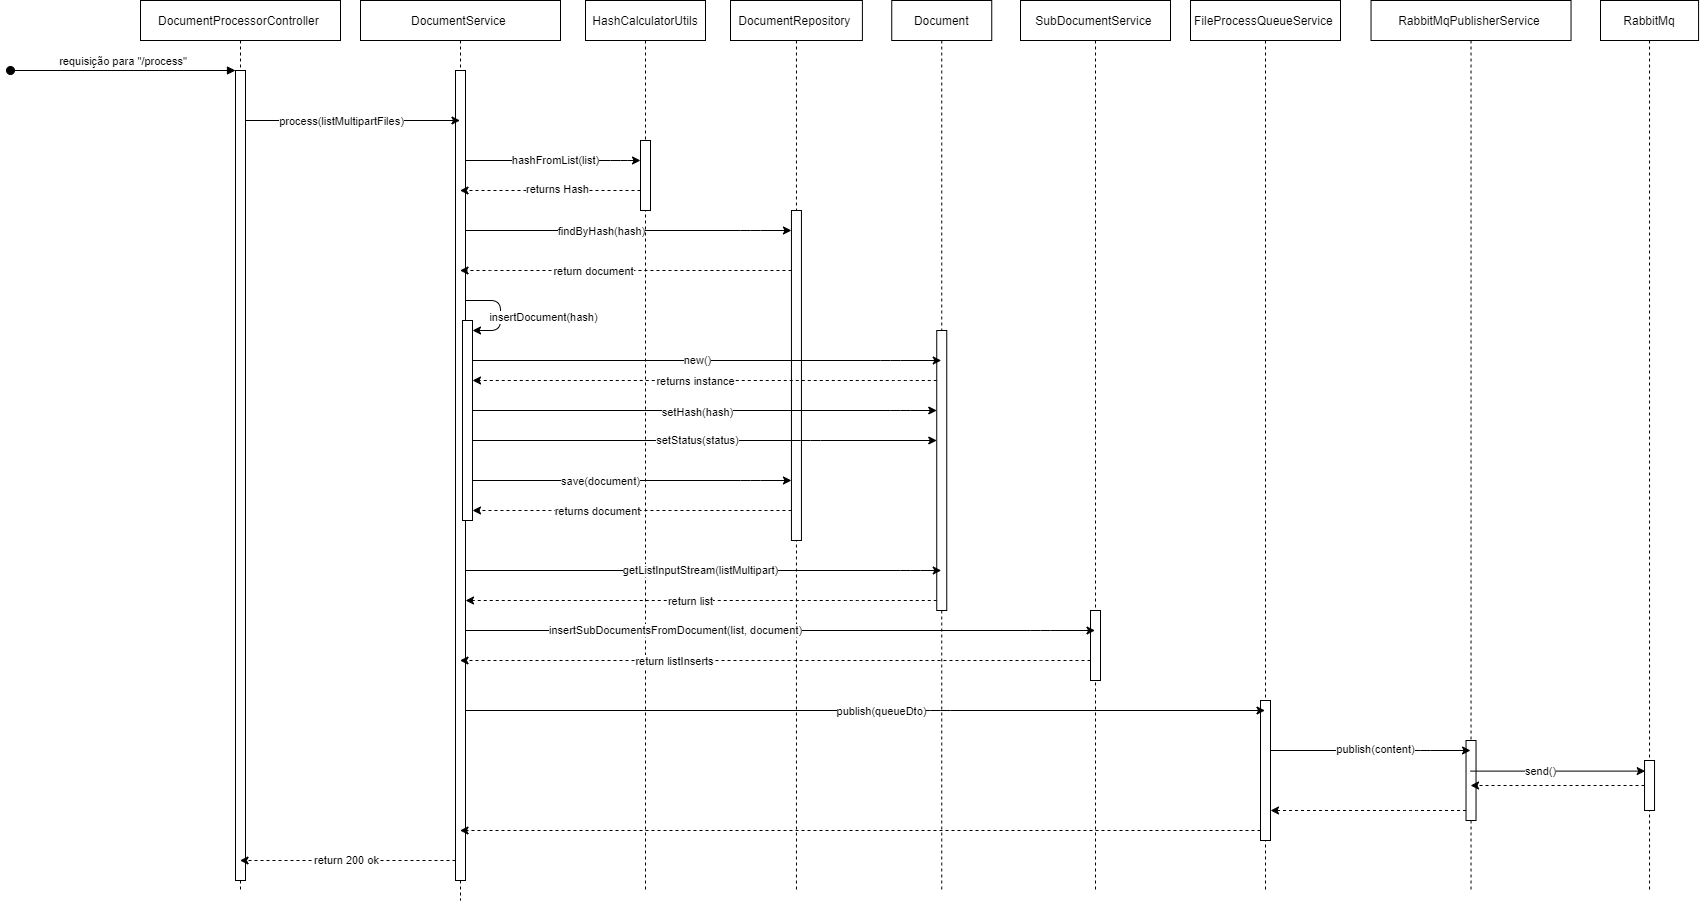 DocumentProcessorController
DocumentService
HashCalculatorUtils
DocumentRepository
Document
SubDocumentService
FileProcessQueueService
RabbitMqPublisherService
RabbitMq
requisição para "/process"
process(listMultipartFiles)
hashFromList(list)
returns Hash
findByHash(hash)
return document
insertDocument(hash)
new()
returns instance
setHash(hash)
setStatus(status)
save(document)
returns document
getListInputStream(listMultipart)
return list
insertSubDocumentsFromDocument(list, document)
return listInserts
publish(queueDto)
publish(content)
send()
return 200 ok